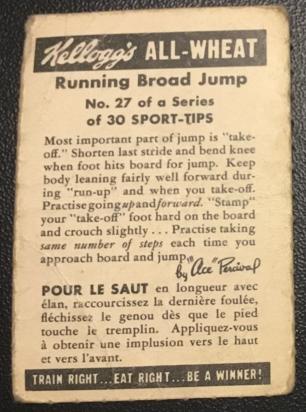 Kellogg's ALL-WHEAT
Running Broad Jump
No. 27 of a Series
of 30 SPORT-TIPS
Most important part of jump is "take-
off." Shorten last stride and bend knee
when foot hits board for jump. Keep
body leaning fairly well forward dur-
ing "run-up" and when you take-off.
Practise going up and forward. "Stamp"
your "take-off" foot hard on the board
and crouch slightly . . . Practise taking
same number of steps each time you
approach board and jump.
by "Ace" Percival
POUR LE SAUT en longueur avec
élan, raccourcissez la dernière foulée,
fléchissez le genou dès que le pied
touche le tremplin. Appliquez-vous
à obtenir une implusion vers le haut
et vers l'avant.
TRAIN RIGHT...EAT RIGHT...BE A WINNER!